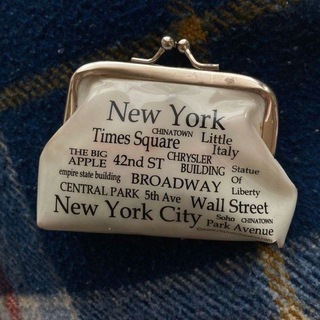 New York
CHINATOWN
Times Square
Little
Italy
THE BIG
APPLE
42nd ST
CHRYSLER
BUILDING
Statue
Of
Liberty
empire state building
BROADWAY
CENTRAL PARK
5th Ave
Wall Street
New York City
Soho
CHINATOWN
Park Avenue